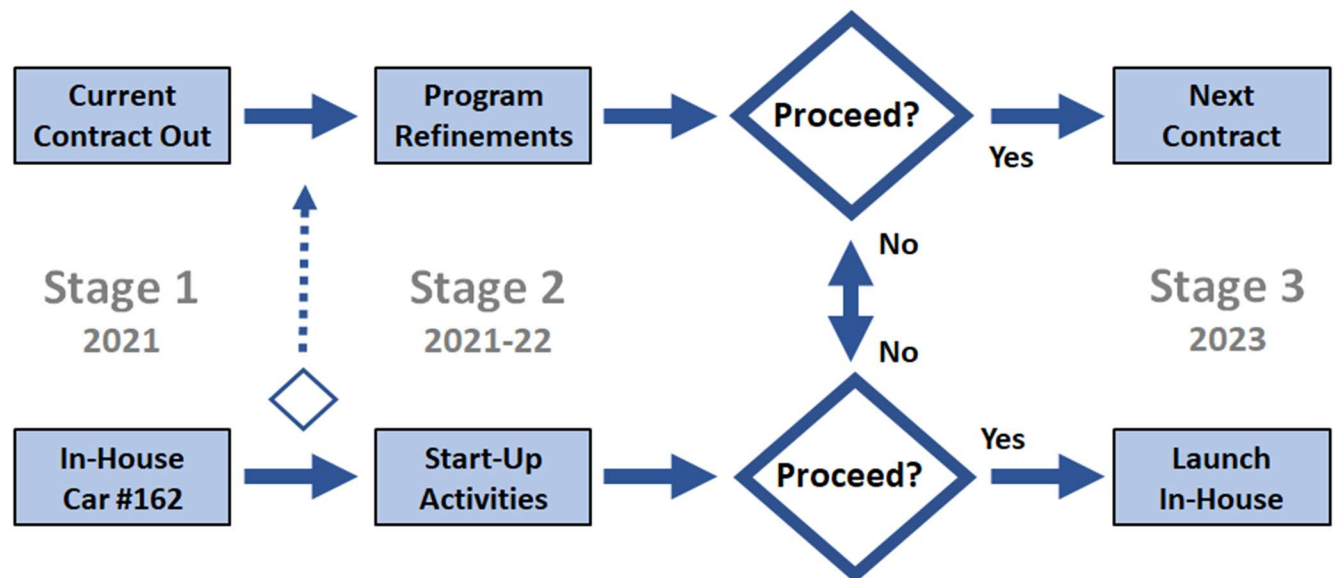 Current
Contract Out
Program
Refinements
Proceed?
Yes
Next
Contract
No
Stage 1
2021
Stage 2
2021-22
Stage 3
2023
No
In-House
Car #162
Start-Up
Activities
Proceed?
Yes
Launch
In-House